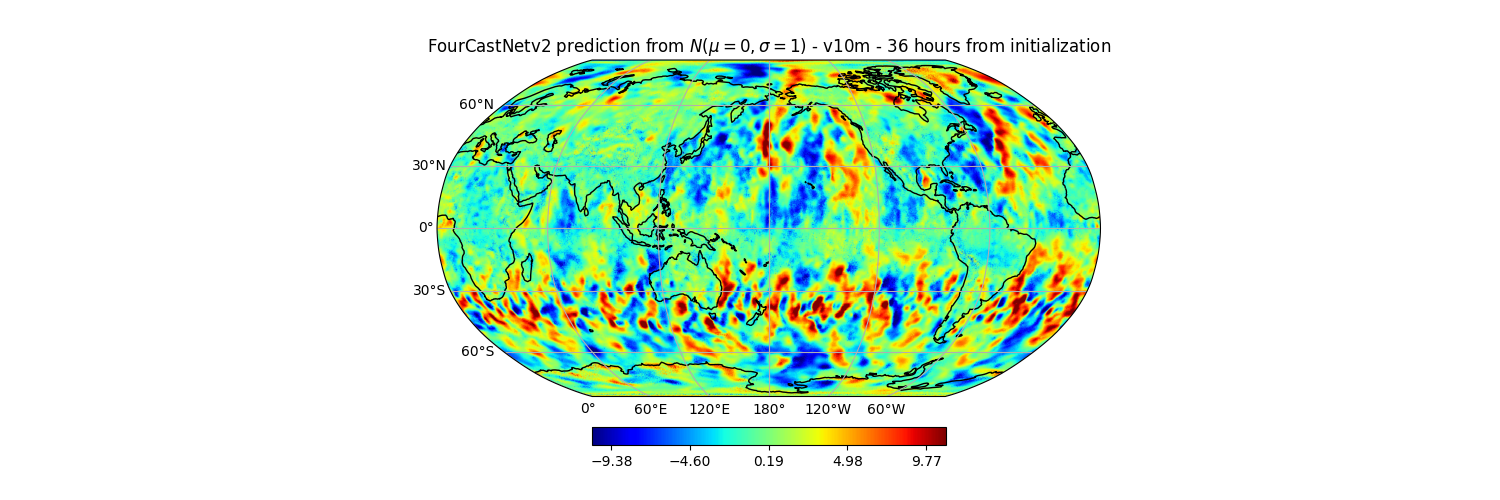 FourCastNetv2 prediction from N(μ = 0, σ = 1) - v10m - 36 hours from initialization
60°N
30°N
0°
30°S
60°S
0° 60°E 120°E 180° 120°W 60°W
−9.38 −4.60 0.19 4.98 9.77